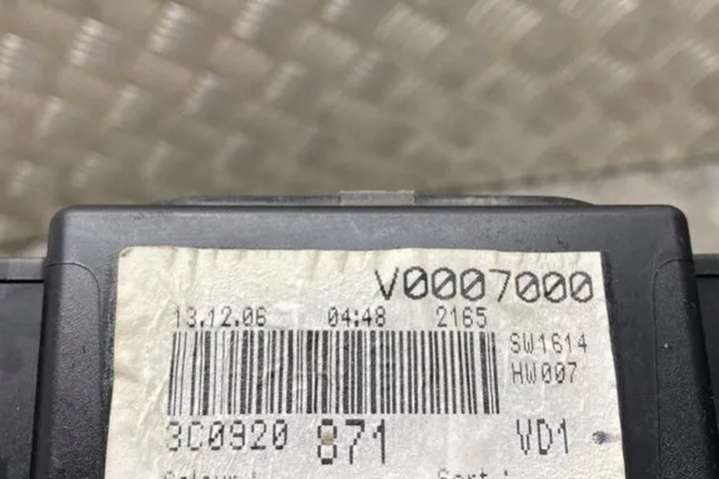 V0007000
13.12.06 04:48 2165
SW1614
HW007
3C0920 871 VD1